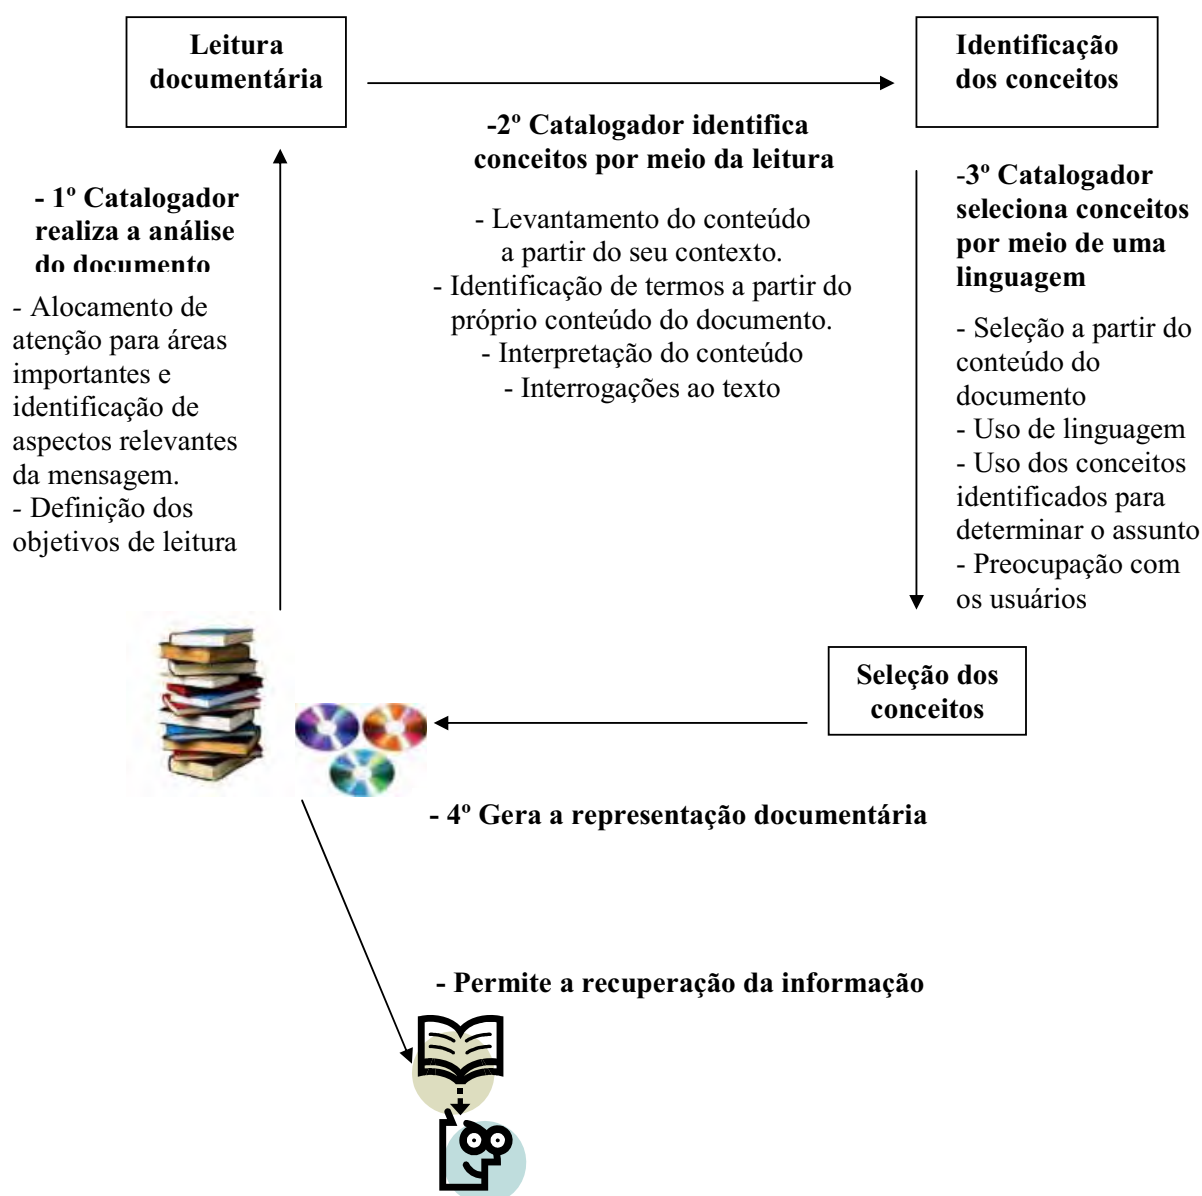 Leitura
documentária
Identificação
dos conceitos
-2º Catalogador identifica
conceitos por meio da leitura
- Levantamento do conteúdo
a partir do seu contexto.
- Identificação de termos a partir do
próprio conteúdo do documento.
- Interpretação do conteúdo
- Interrogações ao texto
- 1º Catalogador
realiza a análise
do documento
- Alocamento de
atenção para áreas
importantes e
identificação de
aspectos relevantes
da mensagem.
- Definição dos
objetivos de leitura
-3º Catalogador
seleciona conceitos
por meio de uma
linguagem
- Seleção a partir do
conteúdo do
documento
- Uso de linguagem
- Uso dos conceitos
identificados para
determinar o assunto
- Preocupação com
os usuários
Seleção dos
conceitos
- 4º Gera a representação documentária
- Permite a recuperação da informação